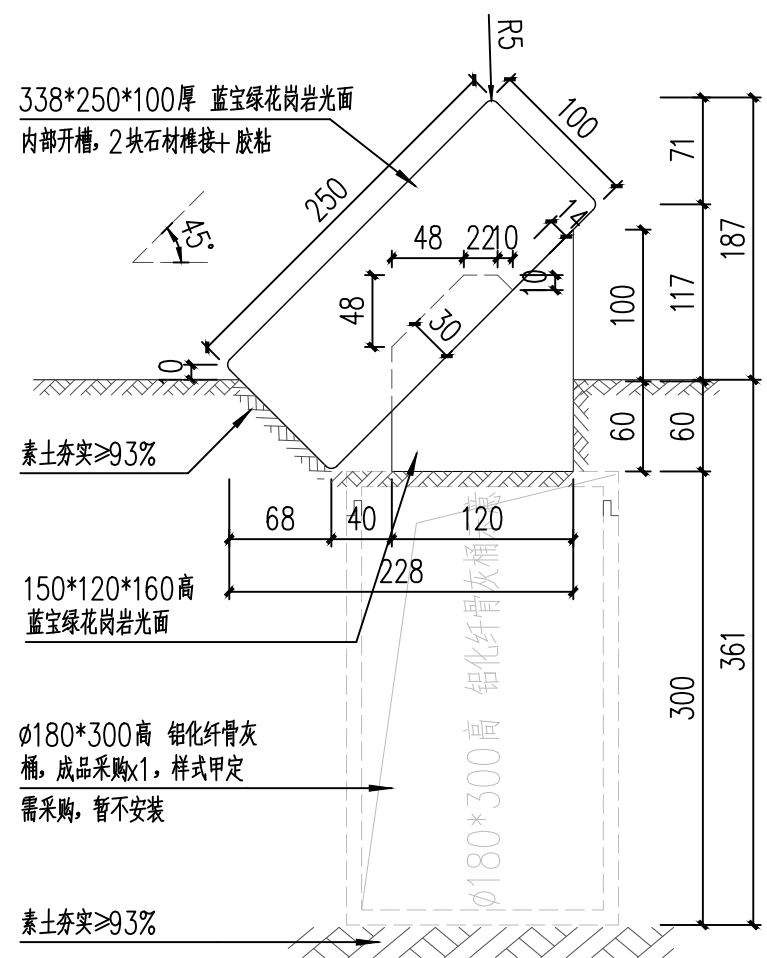 R5
338*250*100厚 蓝宝绿花岗岩光面
内部开槽，2块石材榫接+胶粘
100
250
71
187
45°
14
48
22
10
117
100
48
10
30
10
60
60
素土夯实≥93%
68
40
120
228
150*120*160高
蓝宝绿花岗岩光面
361
300
ø180*300高 铝化纤骨灰桶示意
ø180*300高 铝化纤骨灰
桶，成品采购x1，样式甲定
需采购，暂不安装
素土夯实≥93%